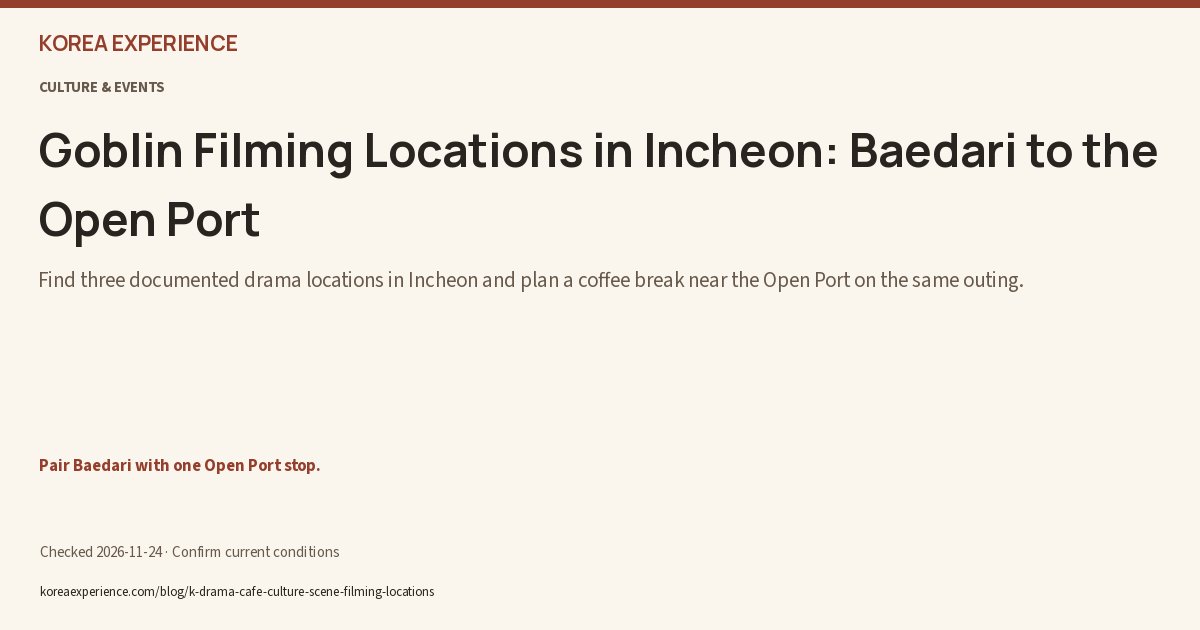 KOREA EXPERIENCE
CULTURE & EVENTS
Goblin Filming Locations in Incheon: Baedari to the
Open Port
Find three documented drama locations in Incheon and plan a coffee break near the Open Port on the same outing.
Pair Baedari with one Open Port stop.
Checked 2026-11-24 · Confirm current conditions
koreaexperience.com/blog/k-drama-cafe-culture-scene-filming-locations